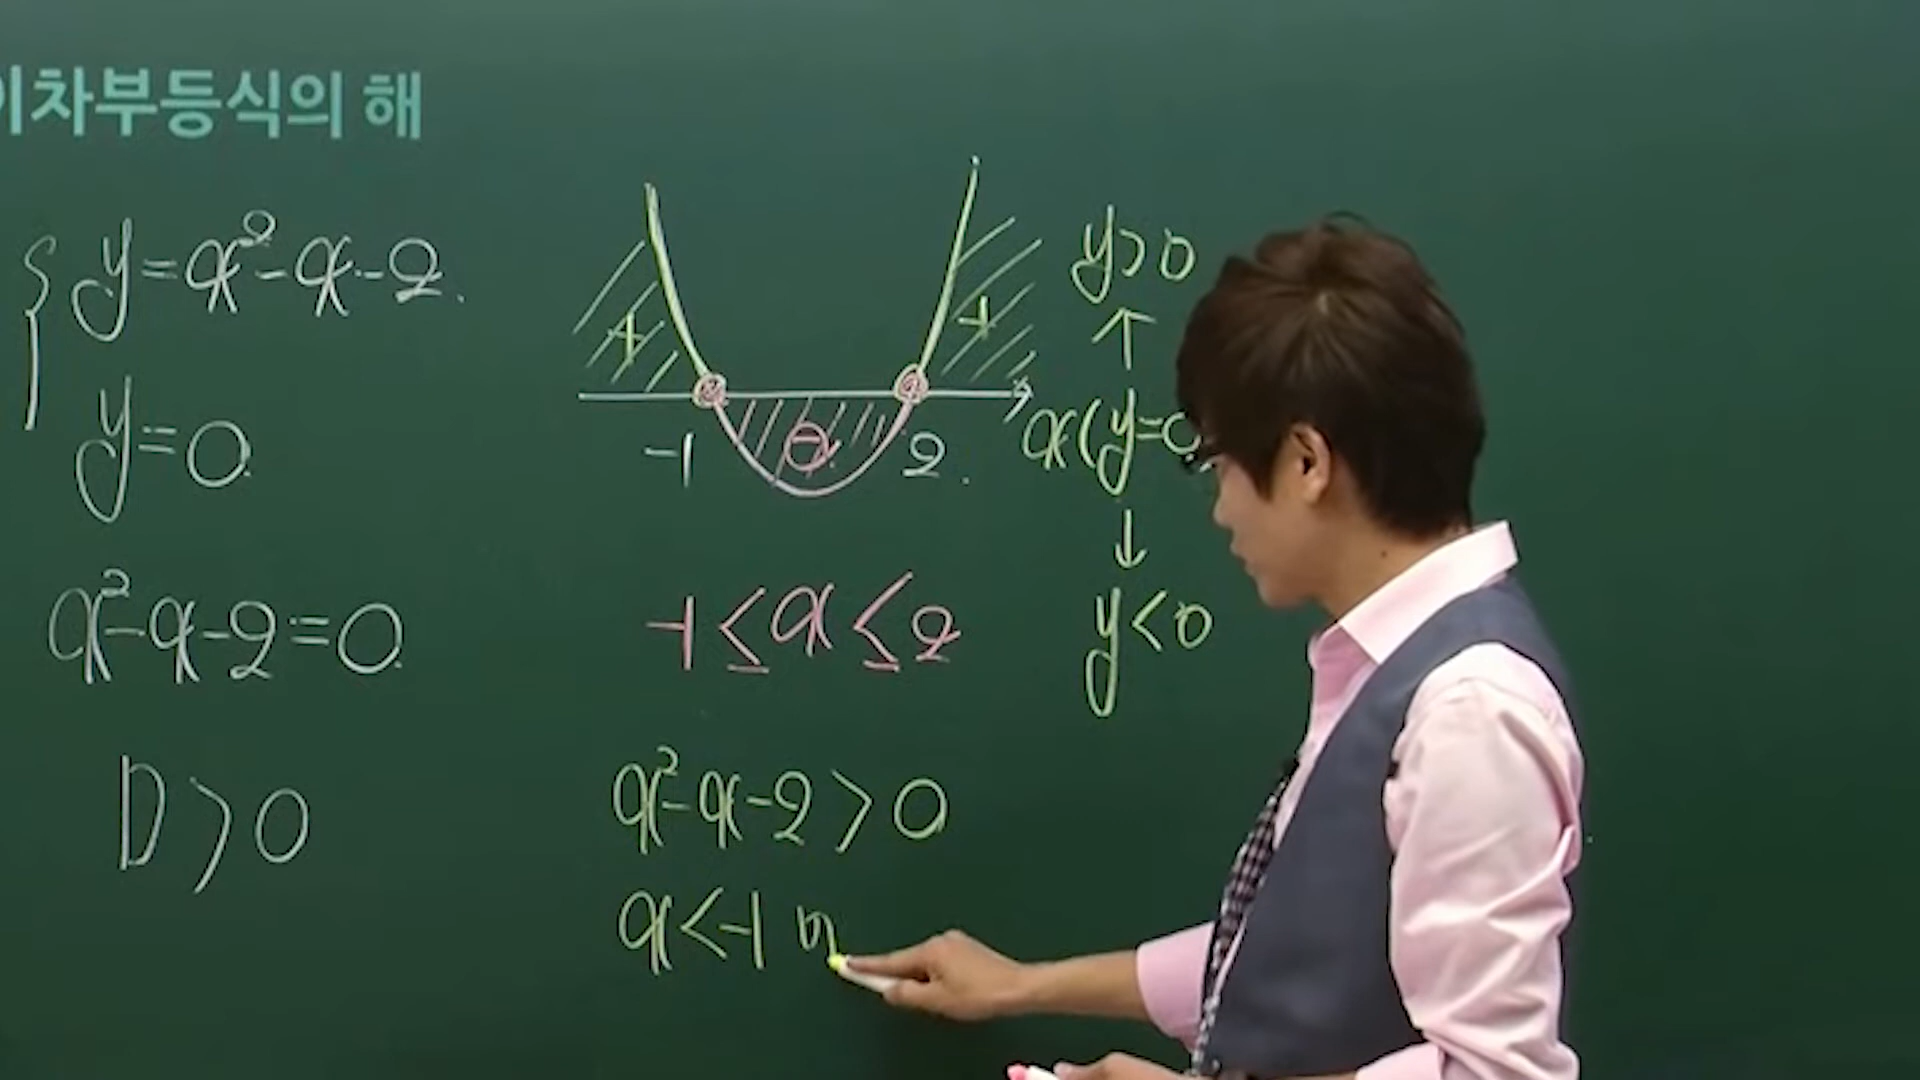 이차부등식의 해
y=x²-x-2.
y=0.
x²-x-2=0.
D>0
+
+
-1
⊖
2.
-1≤x≤2
x²-x-2>0
x<-1
y>0
↑
x(y=0
↓
y<0